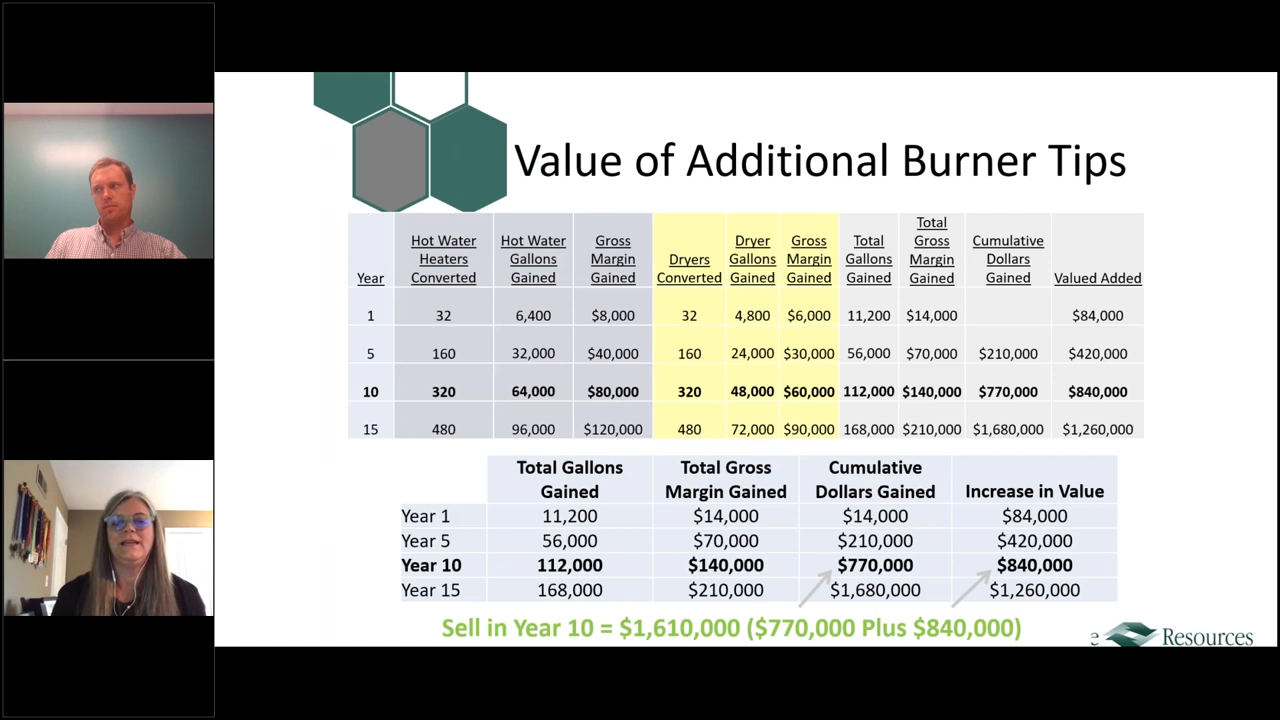 Value of Additional Burner Tips
Year Hot Water Heaters Converted Hot Water Gallons Gained Gross Margin Gained Dryers Converted Dryer Gallons Gained Gross Margin Gained Total Gallons Gained Total Gross Margin Gained Cumulative Dollars Gained Valued Added
1 32 6,400 $8,000 32 4,800 $6,000 11,200 $14,000 $84,000
5 160 32,000 $40,000 160 24,000 $30,000 56,000 $70,000 $210,000 $420,000
10 320 64,000 $80,000 320 48,000 $60,000 112,000 $140,000 $770,000 $840,000
15 480 96,000 $120,000 480 72,000 $90,000 168,000 $210,000 $1,680,000 $1,260,000
Total Gallons Gained Total Gross Margin Gained Cumulative Dollars Gained Increase in Value
Year 1 11,200 $14,000 $14,000 $84,000
Year 5 56,000 $70,000 $210,000 $420,000
Year 10 112,000 $140,000 $770,000 $840,000
Year 15 168,000 $210,000 $1,680,000 $1,260,000
Sell in Year 10 = $1,610,000 ($770,000 Plus $840,000)
e Resources